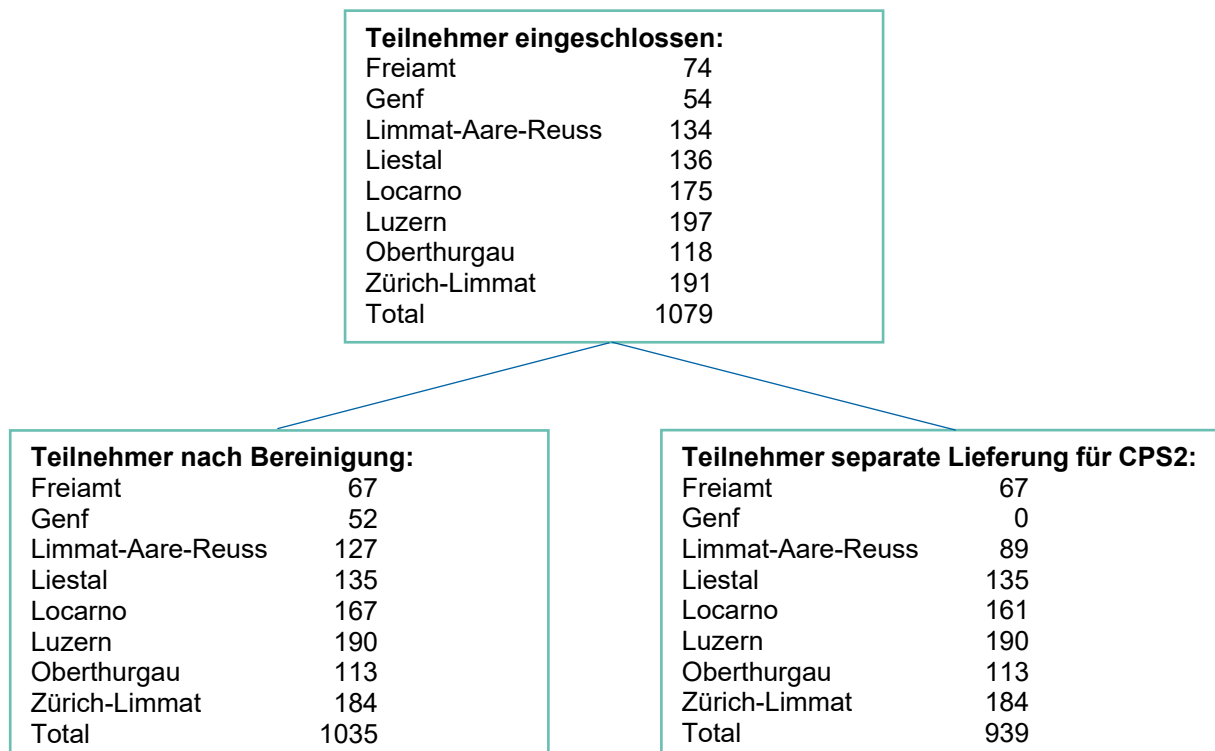 Teilnehmer eingeschlossen:
Freiamt 74
Genf 54
Limmat-Aare-Reuss 134
Liestal 136
Locarno 175
Luzern 197
Oberthurgau 118
Zürich-Limmat 191
Total 1079
Teilnehmer nach Bereinigung:
Freiamt 67
Genf 52
Limmat-Aare-Reuss 127
Liestal 135
Locarno 167
Luzern 190
Oberthurgau 113
Zürich-Limmat 184
Total 1035
Teilnehmer separate Lieferung für CPS2:
Freiamt 67
Genf 0
Limmat-Aare-Reuss 89
Liestal 135
Locarno 161
Luzern 190
Oberthurgau 113
Zürich-Limmat 184
Total 939